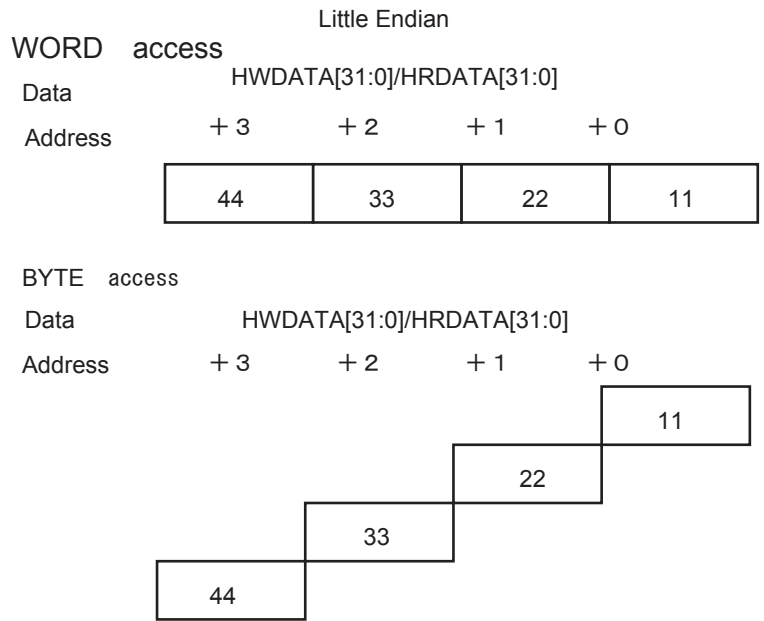 Little Endian
WORD access
Data HWDATA[31:0]/HRDATA[31:0]
Address +3 +2 +1 +0
44 33 22 11
BYTE access
Data HWDATA[31:0]/HRDATA[31:0]
Address +3 +2 +1 +0
11
22
33
44